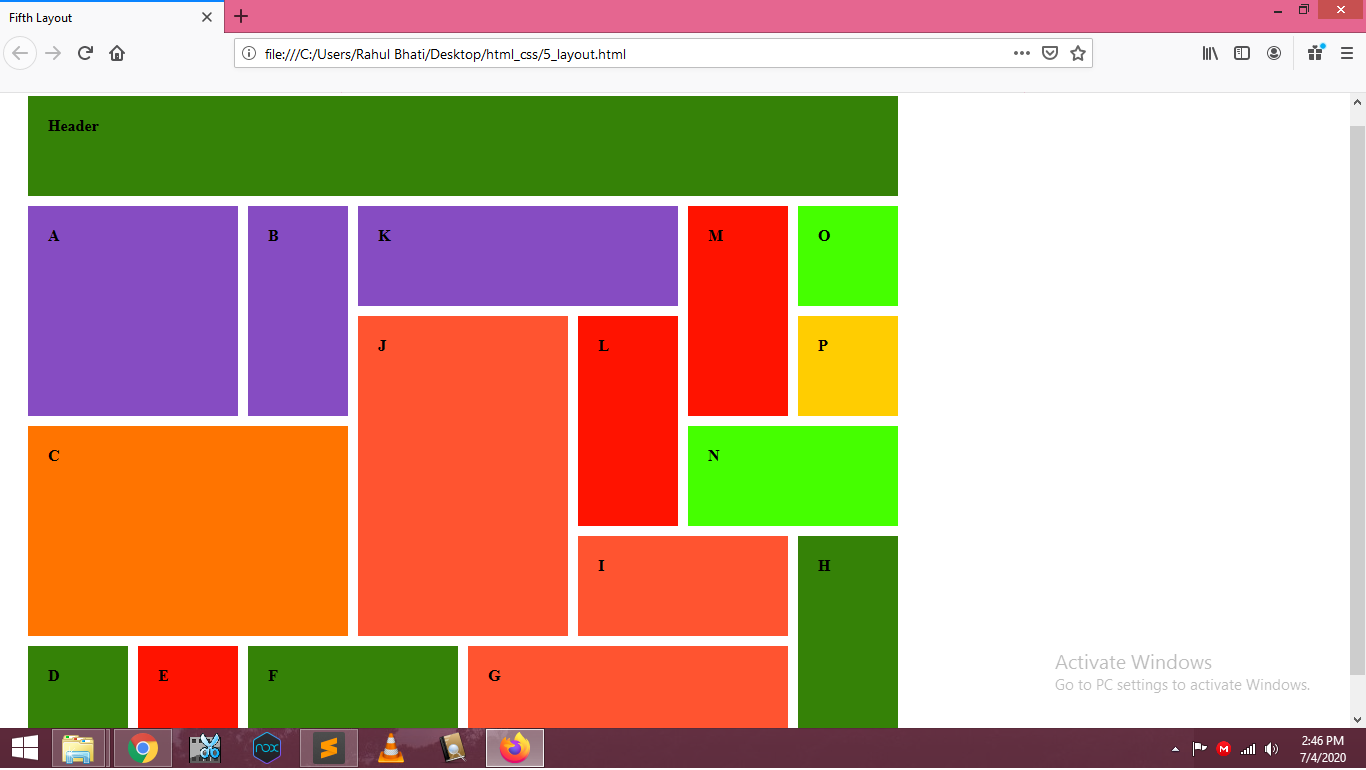 Fifth Layout
file:///C:/Users/Rahul Bhati/Desktop/html_css/5_layout.html
Header
A B K M O
J L P
C N
I H
D E F G
Activate Windows
Go to PC settings to activate Windows.
nox
M
2:46 PM
7/4/2020